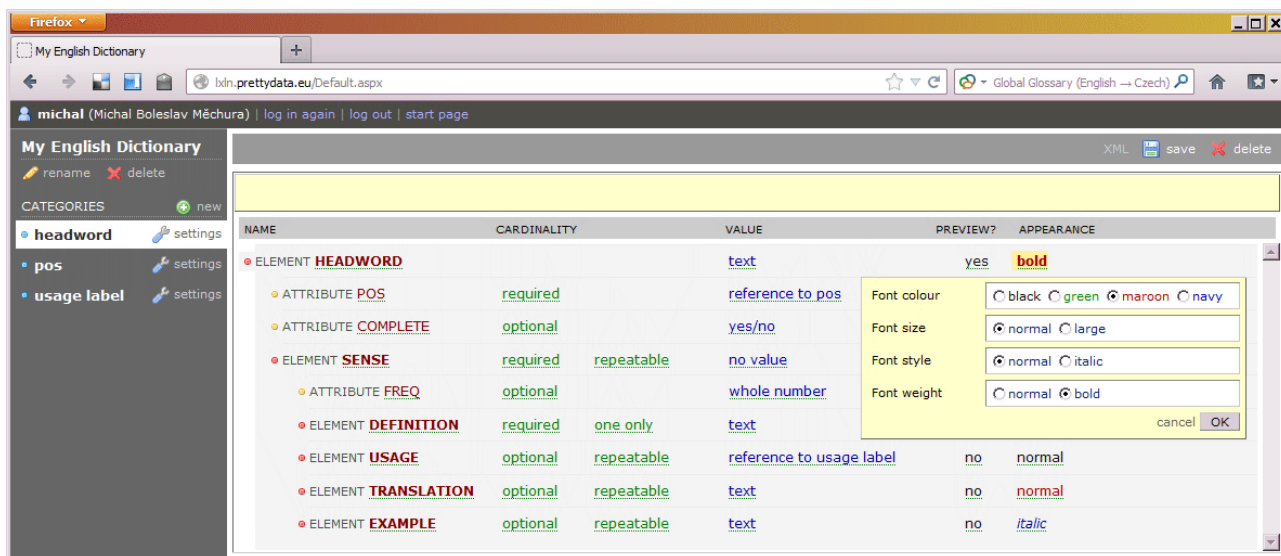 Firefox
My English Dictionary
lxln.prettydata.eu/Default.aspx
Global Glossary (English → Czech)
michal (Michal Boleslav Měchura) | log in again | log out | start page
My English Dictionary
rename delete
XML save delete
CATEGORIES new
headword settings
pos settings
usage label settings
NAME CARDINALITY VALUE PREVIEW? APPEARANCE
ELEMENT HEADWORD text yes bold
ATTRIBUTE POS required reference to pos
ATTRIBUTE COMPLETE optional yes/no
ELEMENT SENSE required repeatable no value
ATTRIBUTE FREQ optional whole number
ELEMENT DEFINITION required one only text
ELEMENT USAGE optional repeatable reference to usage label no normal
ELEMENT TRANSLATION optional repeatable text no normal
ELEMENT EXAMPLE optional repeatable text no italic
Font colour black green maroon navy
Font size normal large
Font style normal italic
Font weight normal bold
cancel OK